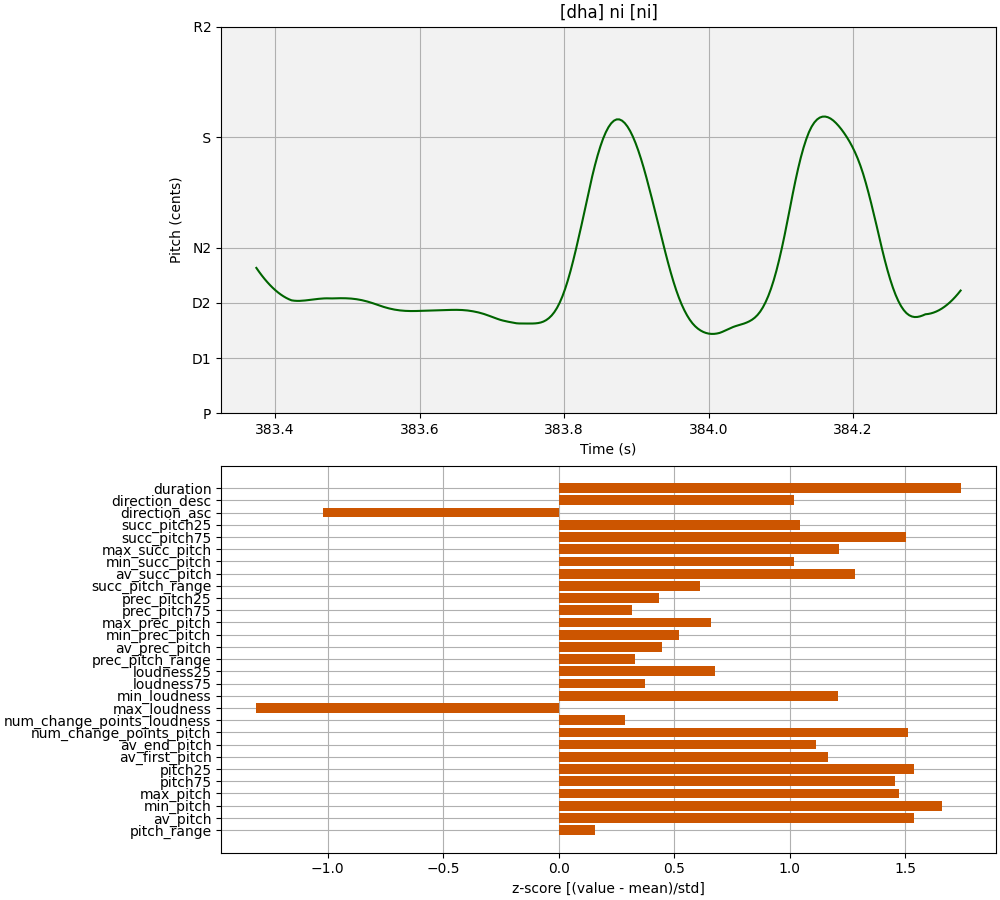 [dha] ni [ni]
R2
S
N2
D2
D1
P
Pitch (cents)
383.4 383.6 383.8 384.0 384.2
Time (s)
duration
direction_desc
direction_asc
succ_pitch25
succ_pitch75
max_succ_pitch
min_succ_pitch
av_succ_pitch
succ_pitch_range
prec_pitch25
prec_pitch75
max_prec_pitch
min_prec_pitch
av_prec_pitch
prec_pitch_range
loudness25
loudness75
min_loudness
max_loudness
num_change_points_loudness
num_change_points_pitch
av_end_pitch
av_first_pitch
pitch25
pitch75
max_pitch
min_pitch
av_pitch
pitch_range
−1.0 −0.5 0.0 0.5 1.0 1.5
z-score [(value - mean)/std]